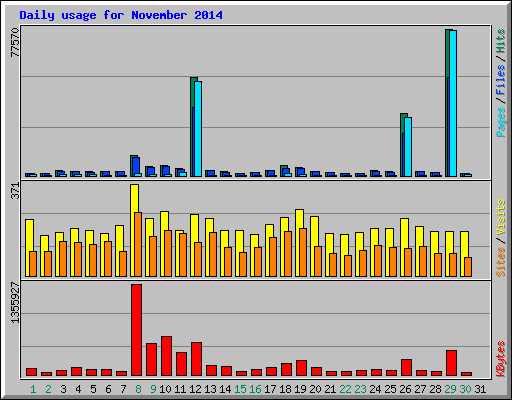 Daily usage for November 2014
77570
Pages / Files / Hits
371
Sites / Visits
1355927
KBytes
1 2 3 4 5 6 7 8 9 10 11 12 13 14 15 16 17 18 19 20 21 22 23 24 25 26 27 28 29 30 31